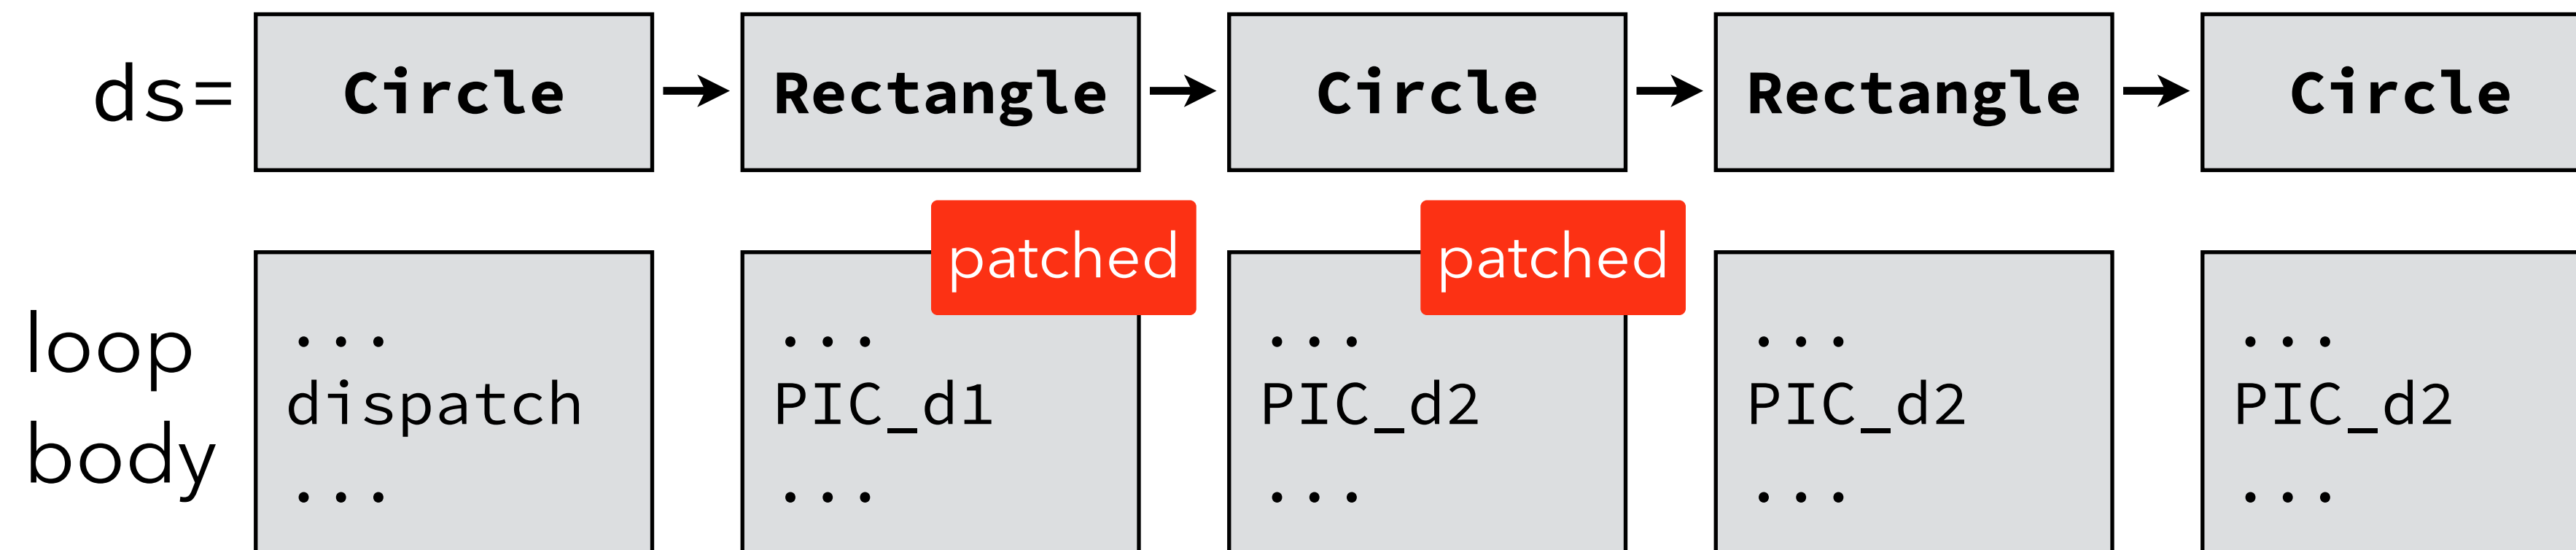 ds= Circle Rectangle Circle Rectangle Circle
patched patched
loop body
... ... ... ... ...
dispatch PIC_d1 PIC_d2 PIC_d2 PIC_d2
... ... ... ... ...